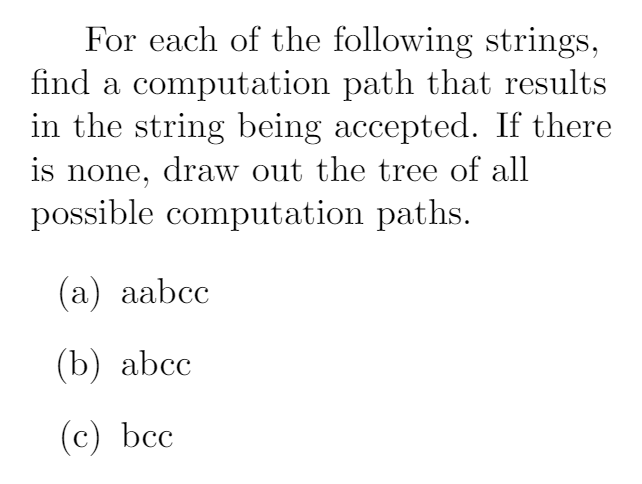 For each of the following strings,
find a computation path that results
in the string being accepted. If there
is none, draw out the tree of all
possible computation paths.
(a) aabcc
(b) abcc
(c) bcc